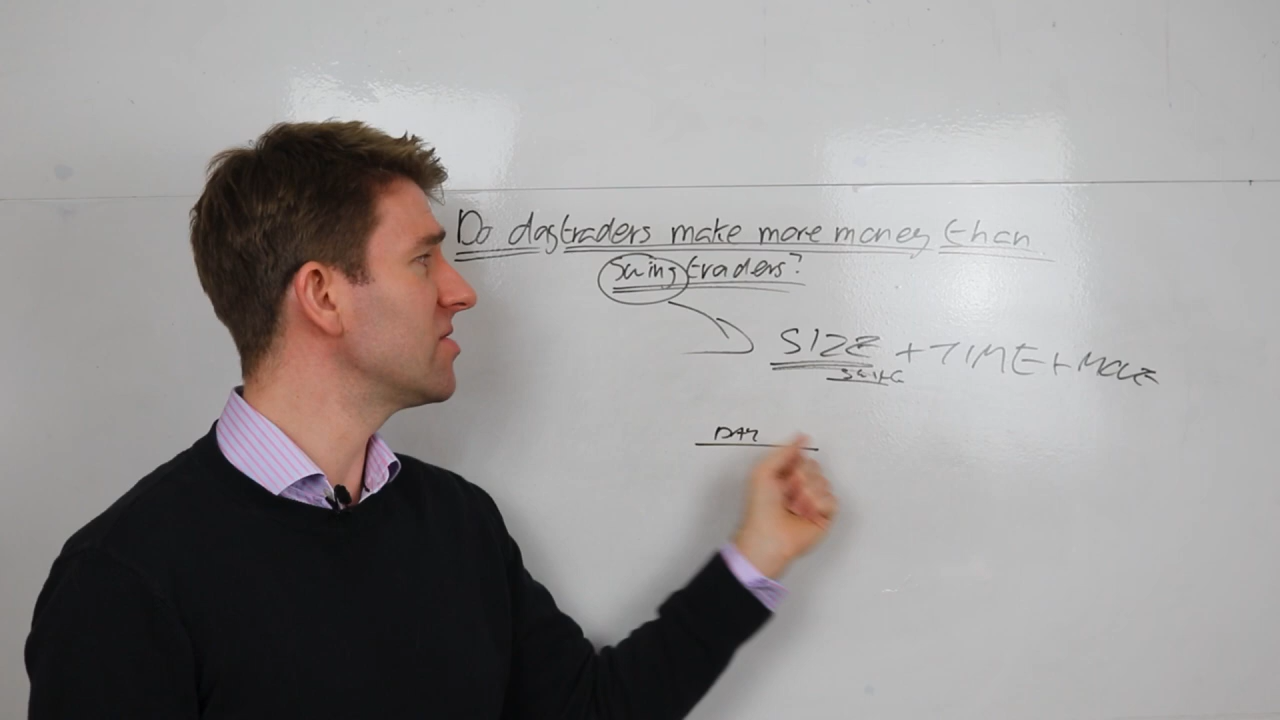 Do daytraders make more money than
swing traders?
SIZE + TIME + MOVE
SWING
DAY